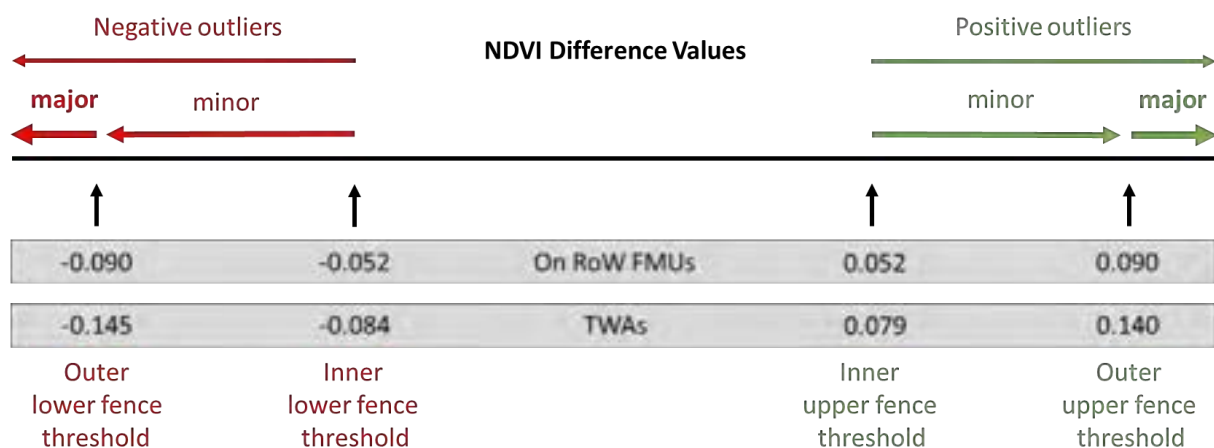 Negative outliers
NDVI Difference Values
Positive outliers
major minor
minor major
-0.090 -0.052 On RoW FMUs 0.052 0.090
-0.145 -0.084 TWAs 0.079 0.140
Outer
lower fence
threshold
Inner
lower fence
threshold
Inner
upper fence
threshold
Outer
upper fence
threshold